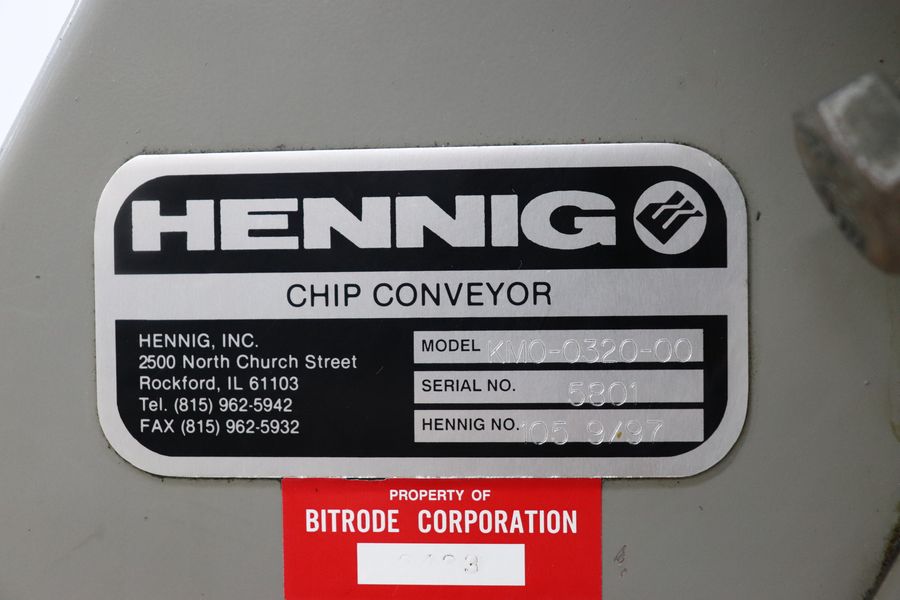 HENNIG
CHIP CONVEYOR
HENNIG, INC.
2500 North Church Street
Rockford, IL 61103
Tel. (815) 962-5942
FAX (815) 962-5932
MODEL KMO-0320-00
SERIAL NO. 5801
HENNIG NO. 105 9/97
PROPERTY OF
BITRODE CORPORATION